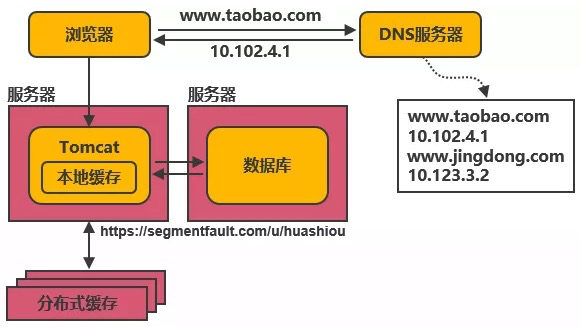 www.taobao.com
浏览器
DNS服务器
10.102.4.1
服务器
服务器
www.taobao.com
10.102.4.1
www.jingdong.com
10.123.3.2
Tomcat
本地缓存
数据库
https://segmentfault.com/u/huashiou
分布式缓存